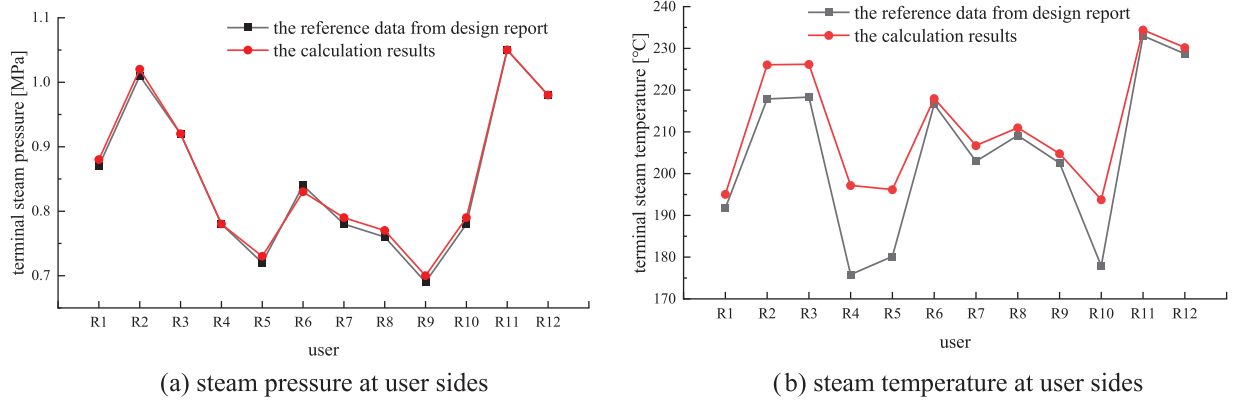 the reference data from design report
the calculation results
terminal steam pressure [MPa]
1.1
1.0
0.9
0.8
0.7
R1 R2 R3 R4 R5 R6 R7 R8 R9 R10 R11 R12
user
(a) steam pressure at user sides
the reference data from design report
the calculation results
terminal steam temperature [°C]
240
230
220
210
200
190
180
170
R1 R2 R3 R4 R5 R6 R7 R8 R9 R10 R11 R12
user
(b) steam temperature at user sides